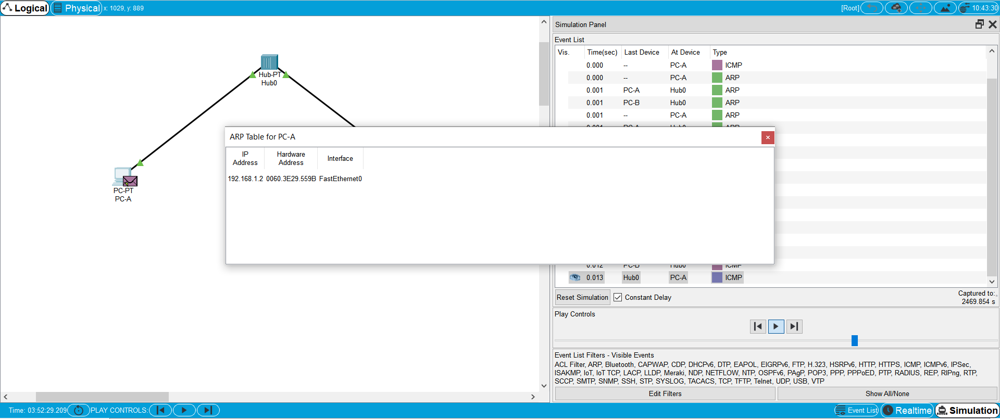 Logical
Physical
x: 1029, y: 889
[Root]
10:43:30
Hub-PT
Hub0
PC-PT
PC-A
Simulation Panel
Event List
Vis. Time(sec) Last Device At Device Type
0.000 -- PC-A ICMP
0.000 -- PC-A ARP
0.001 PC-A Hub0 ARP
0.001 PC-B Hub0 ARP
0.001 -- PC-A ARP
0.001 PC-A Hub0 ARP
ARP Table for PC-A
IP Address
Hardware Address
Interface
192.168.1.2 0060.3E29.559B FastEthernet0
0.012 PC-B Hub0 ICMP
0.013 Hub0 PC-A ICMP
Reset Simulation
Constant Delay
Captured to:
2469.854 s
Play Controls
Event List Filters - Visible Events
ACL Filter, ARP, Bluetooth, CAPWAP, CDP, DHCPv6, DTP, EAPOL, EIGRPv6, FTP, H.323, HSRPv6, HTTP, HTTPS, ICMP, ICMPv6, IPSec,
ISAKMP, IoT, IoT TCP, LACP, LLDP, Meraki, NDP, NETFLOW, NTP, OSPFv6, PAgP, POP3, PPP, PPPoED, PTP, RADIUS, REP, RIPng, RTP,
SCCP, SMTP, SNMP, SSH, STP, SYSLOG, TACACS, TCP, TFTP, Telnet, UDP, USB, VTP
Edit Filters
Show All/None
Time: 03:52:29.209
PLAY CONTROLS:
Event List
Realtime
Simulation